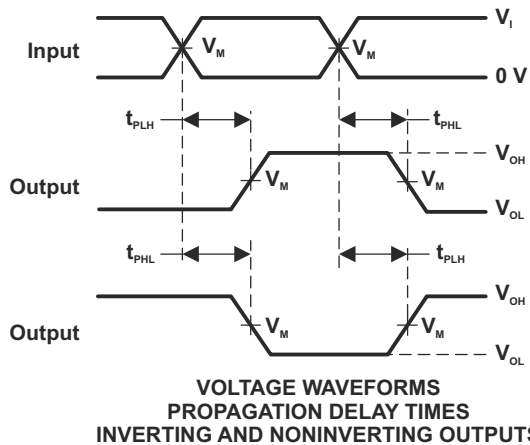 Input
V_M
V_M
V_I
0 V
t_PLH
t_PHL
Output
V_M
V_M
V_OH
V_OL
t_PHL
t_PLH
Output
V_M
V_M
V_OH
V_OL
VOLTAGE WAVEFORMS
PROPAGATION DELAY TIMES
INVERTING AND NONINVERTING OUTPUTS